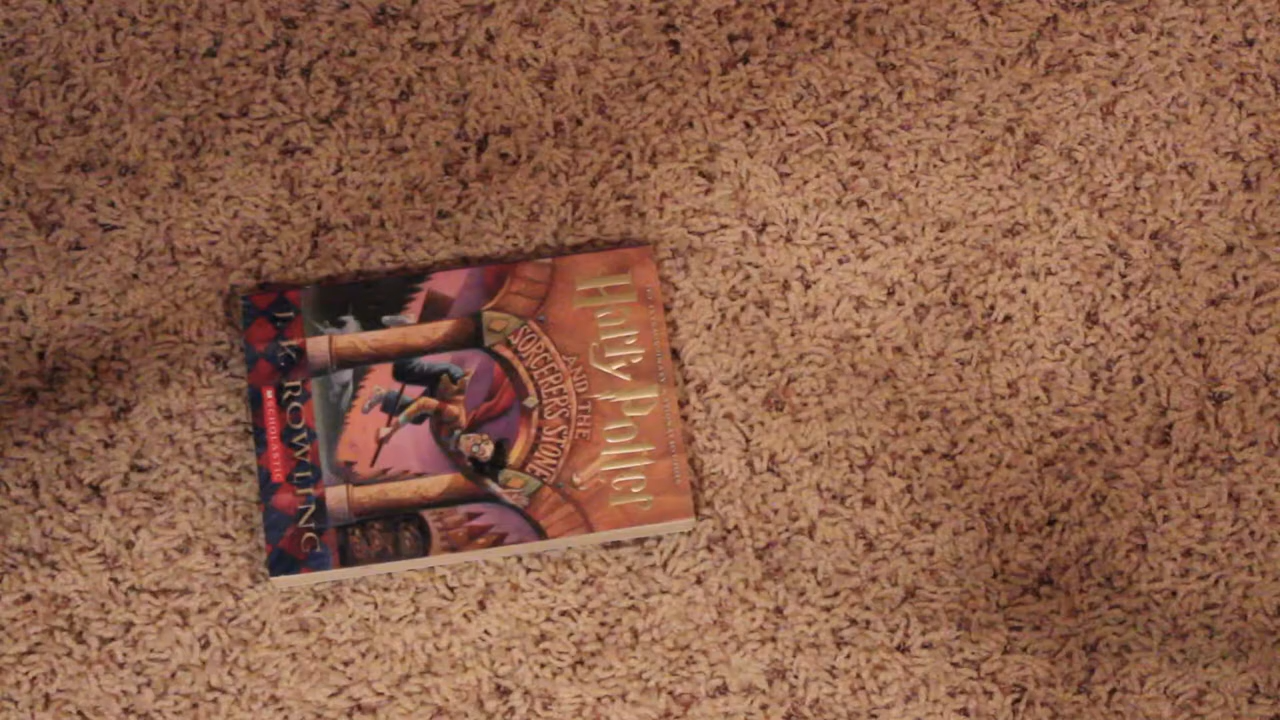 Harry Potter
AND THE
SORCERER'S STONE
J. K. ROWLING
SCHOLASTIC